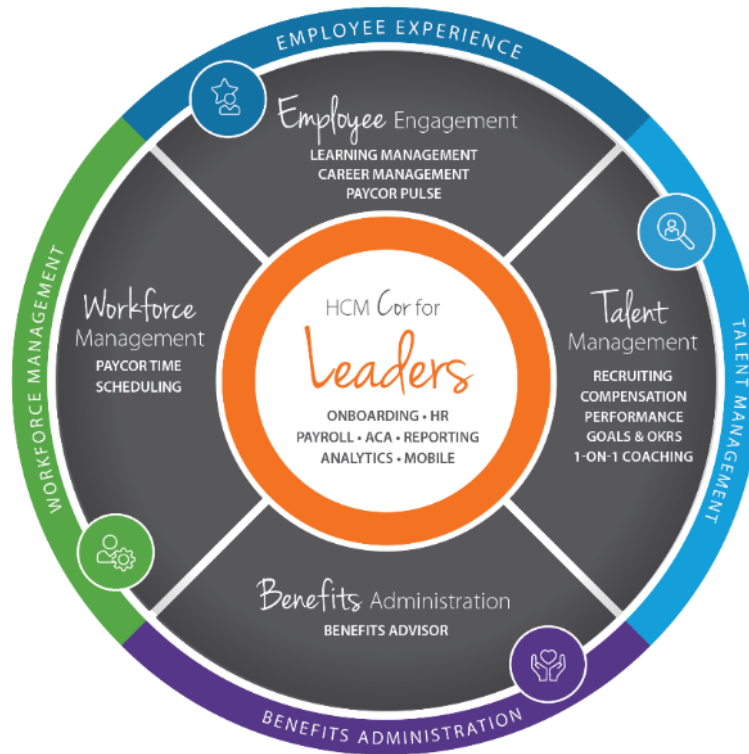 EMPLOYEE EXPERIENCE
Employee Engagement
LEARNING MANAGEMENT
CAREER MANAGEMENT
PAYCOR PULSE
WORKFORCE MANAGEMENT
Workforce
Management
PAYCOR TIME
SCHEDULING
HCM Cor for
Leaders
ONBOARDING • HR
PAYROLL • ACA • REPORTING
ANALYTICS • MOBILE
Talent
Management
RECRUITING
COMPENSATION
PERFORMANCE
GOALS & OKRS
1-ON-1 COACHING
TALENT MANAGEMENT
Benefits Administration
BENEFITS ADVISOR
BENEFITS ADMINISTRATION